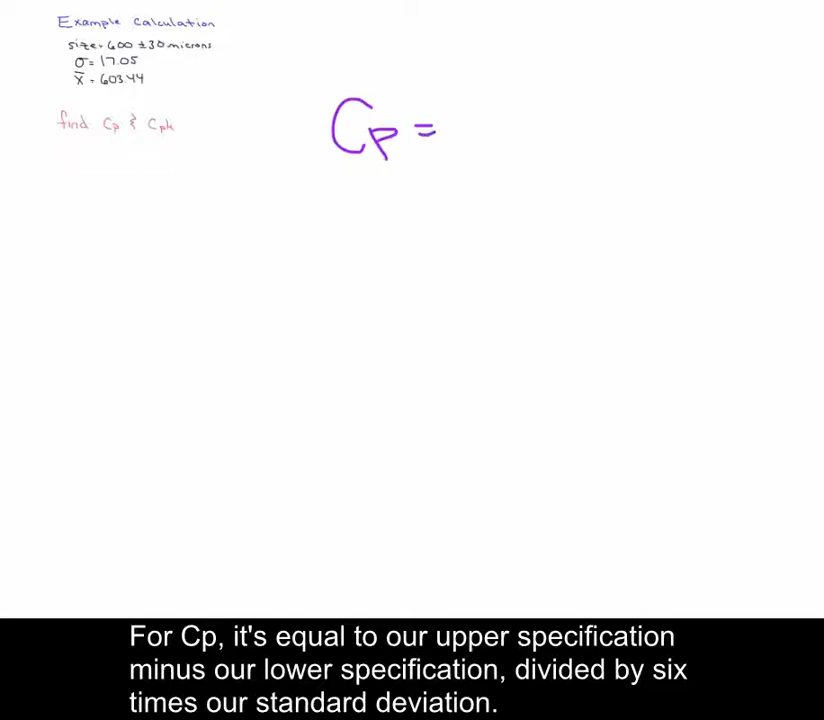 Example Calculation
size = 600 ± 30 microns
σ = 17.05
x̄ = 603.44
find Cp & Cpk
Cp =
For Cp, it's equal to our upper specification
minus our lower specification, divided by six
times our standard deviation.